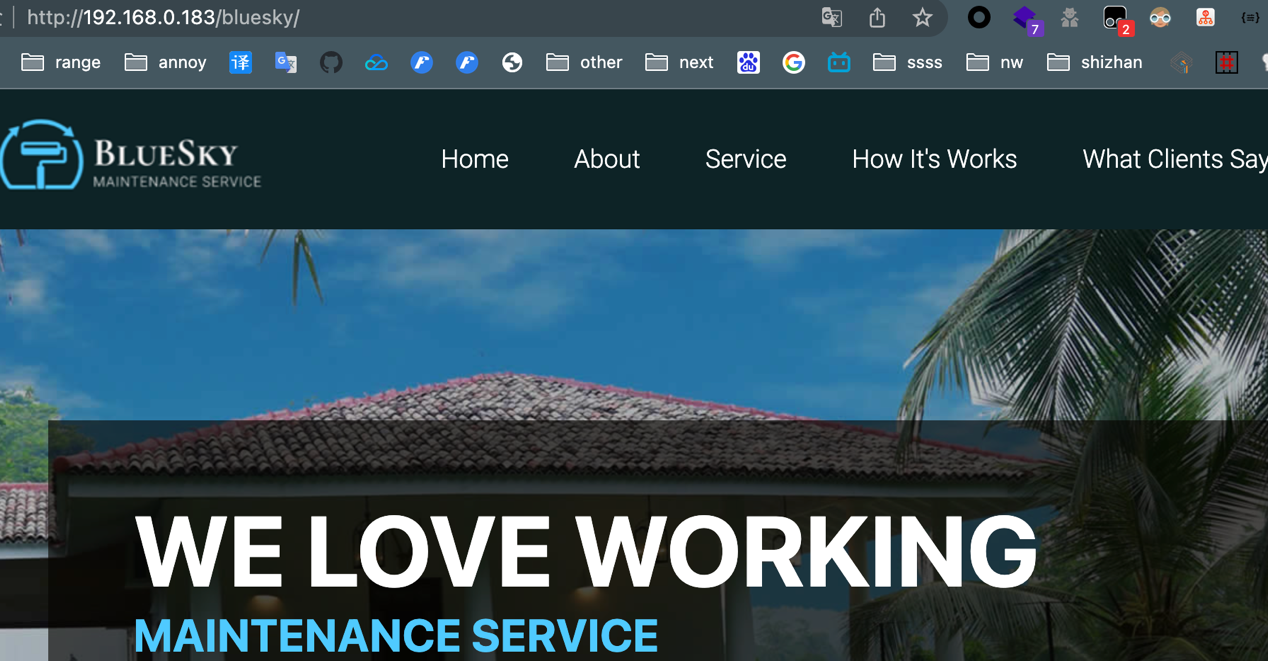 http://192.168.0.183/bluesky/
7
2
range annoy 译 G other next du G ssss nw shizhan
BLUESKY
MAINTENANCE SERVICE
Home About Service How It's Works What Clients Say
WE LOVE WORKING
MAINTENANCE SERVICE